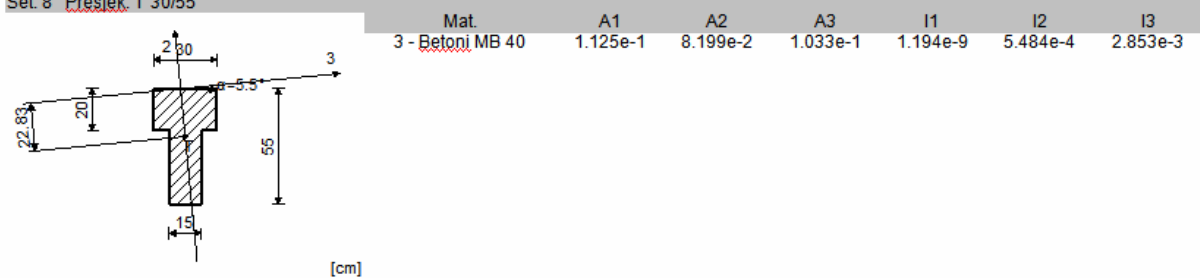 Set: 8 Presjek: T 30/55
Mat. A1 A2 A3 I1 I2 I3
3 - Betoni MB 40 1.125e-1 8.199e-2 1.033e-1 1.194e-9 5.484e-4 2.853e-3
2
30
3
α=5.5
20
22.83
T
55
15
[cm]